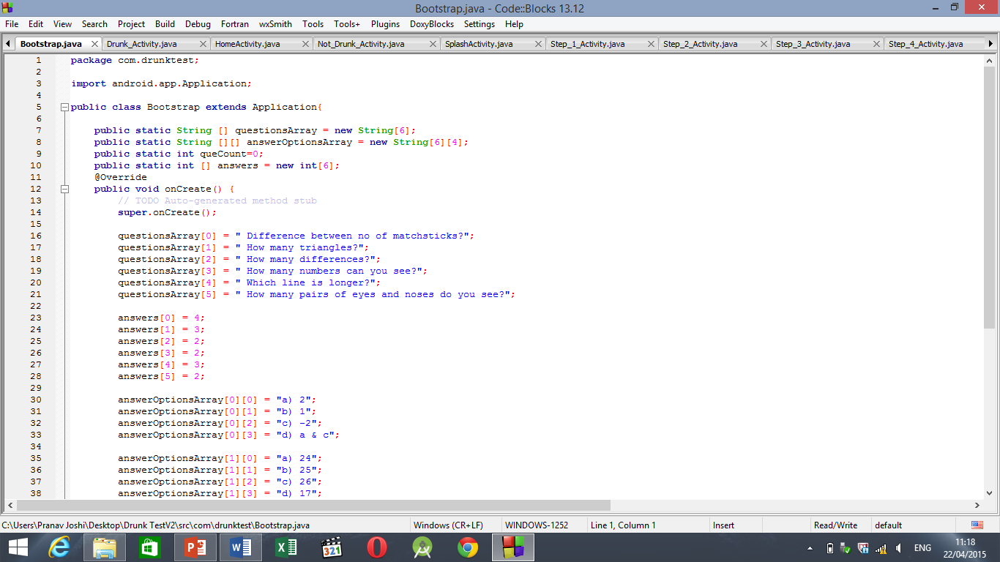 Bootstrap.java - Code::Blocks 13.12
File Edit View Search Project Build Debug Fortran wxSmith Tools Tools+ Plugins DoxyBlocks Settings Help
Bootstrap.java Drunk_Activity.java HomeActivity.java Not_Drunk_Activity.java SplashActivity.java Step_1_Activity.java Step_2_Activity.java Step_3_Activity.java Step_4_Activity.java
1 package com.drunktest;
2
3 import android.app.Application;
4
5 public class Bootstrap extends Application{
6
7 public static String [] questionsArray = new String[6];
8 public static String [][] answerOptionsArray = new String[6][4];
9 public static int queCount=0;
10 public static int [] answers = new int[6];
11 @Override
12 public void onCreate() {
13 // TODO Auto-generated method stub
14 super.onCreate();
15
16 questionsArray[0] = " Difference between no of matchsticks?";
17 questionsArray[1] = " How many triangles?";
18 questionsArray[2] = " How many differences?";
19 questionsArray[3] = " How many numbers can you see?";
20 questionsArray[4] = " Which line is longer?";
21 questionsArray[5] = " How many pairs of eyes and noses do you see?";
22
23 answers[0] = 4;
24 answers[1] = 3;
25 answers[2] = 2;
26 answers[3] = 2;
27 answers[4] = 3;
28 answers[5] = 2;
29
30 answerOptionsArray[0][0] = "a) 2";
31 answerOptionsArray[0][1] = "b) 1";
32 answerOptionsArray[0][2] = "c) -2";
33 answerOptionsArray[0][3] = "d) a & c";
34
35 answerOptionsArray[1][0] = "a) 24";
36 answerOptionsArray[1][1] = "b) 25";
37 answerOptionsArray[1][2] = "c) 26";
38 answerOptionsArray[1][3] = "d) 17";
C:\Users\Pranav Joshi\Desktop\Drunk TestV2\src\com\drunktest\Bootstrap.java Windows (CR+LF) WINDOWS-1252 Line 1, Column 1 Insert Read/Write default
321
ENG
11:18
22/04/2015